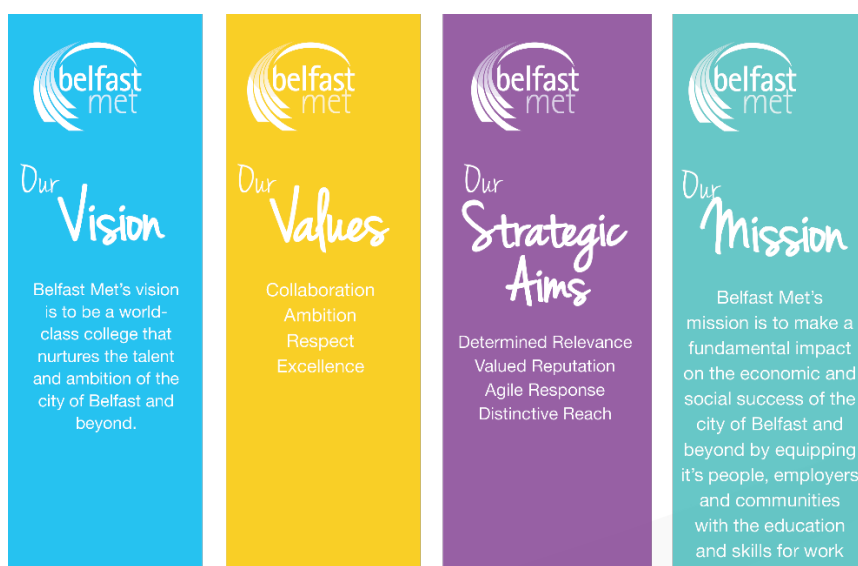 belfast
met
Our
Vision
Belfast Met's vision
is to be a world-
class college that
nurtures the talent
and ambition of the
city of Belfast and
beyond.
belfast
met
Our
Values
Collaboration
Ambition
Respect
Excellence
belfast
met
Our
Strategic
Aims
Determined Relevance
Valued Reputation
Agile Response
Distinctive Reach
belfast
met
Our
Mission
Belfast Met's
mission is to make a
fundamental impact
on the economic and
social success of the
city of Belfast and
beyond by equipping
it's people, employers
and communities
with the education
and skills for work